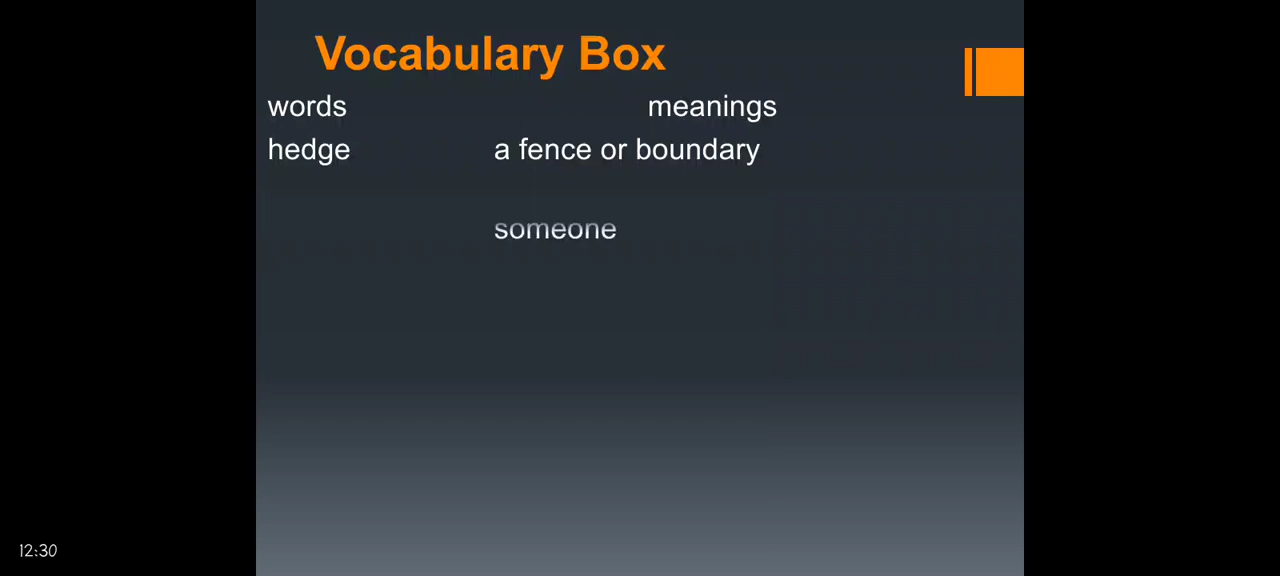 Vocabulary Box
words meanings
hedge a fence or boundary
someone
12:30